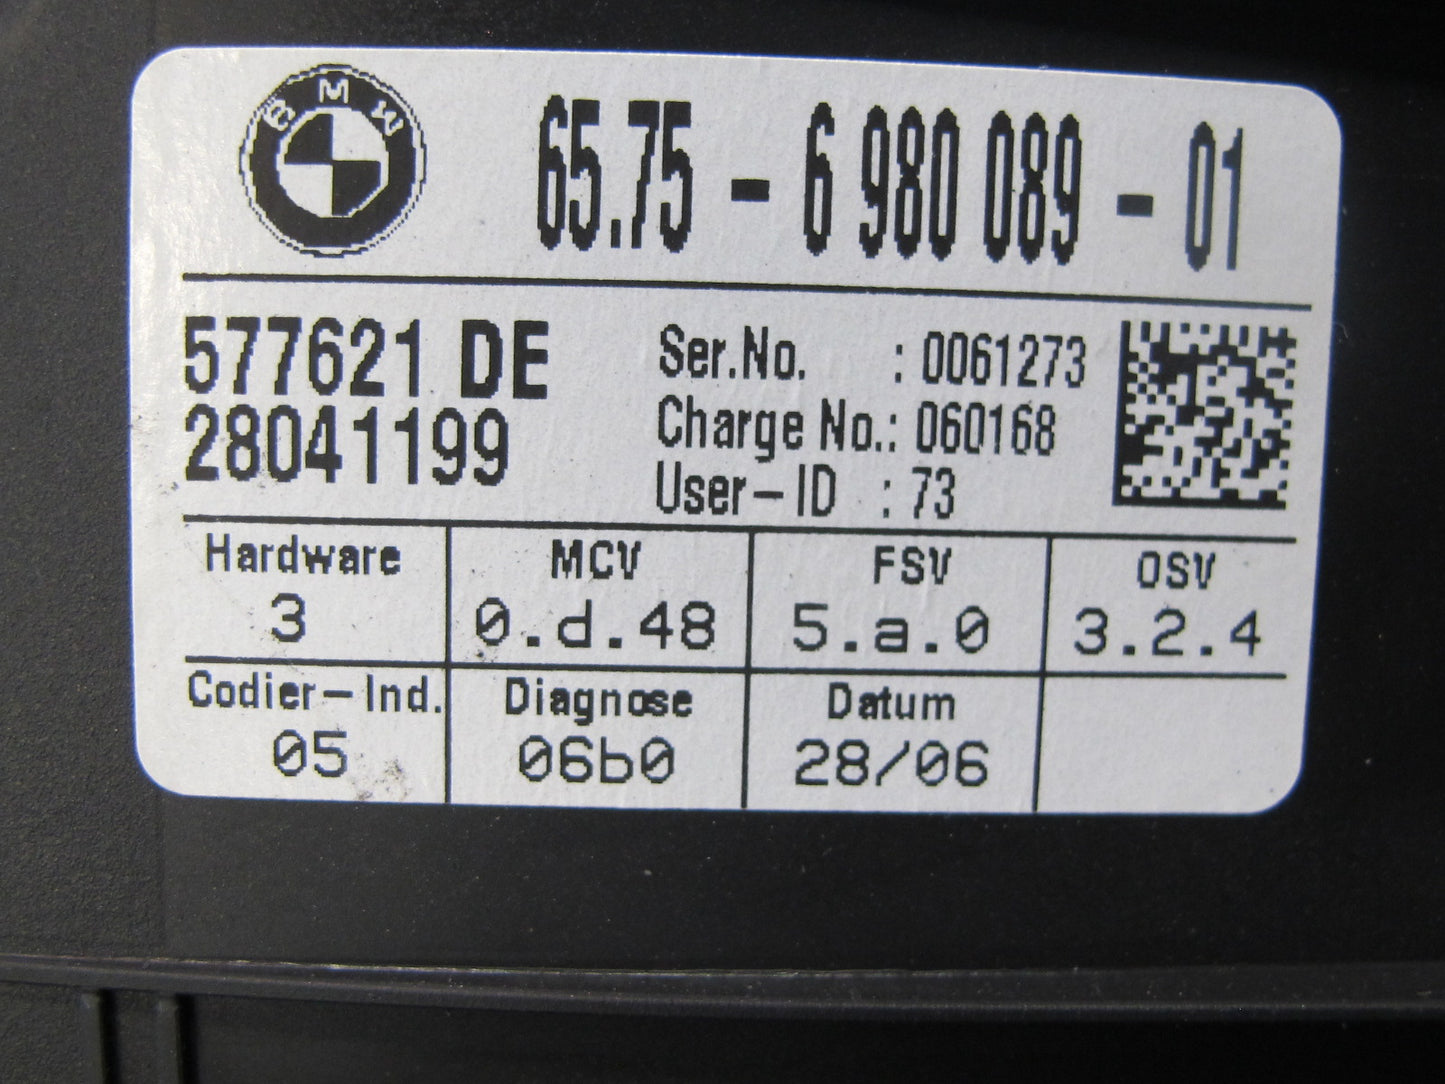 BMW
65.75 - 6 980 089 - 01
577621 DE
28041199
Ser.No. : 0061273
Charge No.: 060168
User-ID : 73
Hardware MCV FSV OSV
3 0.d.48 5.a.0 3.2.4
Codier-Ind. Diagnose Datum
05 06b0 28/06